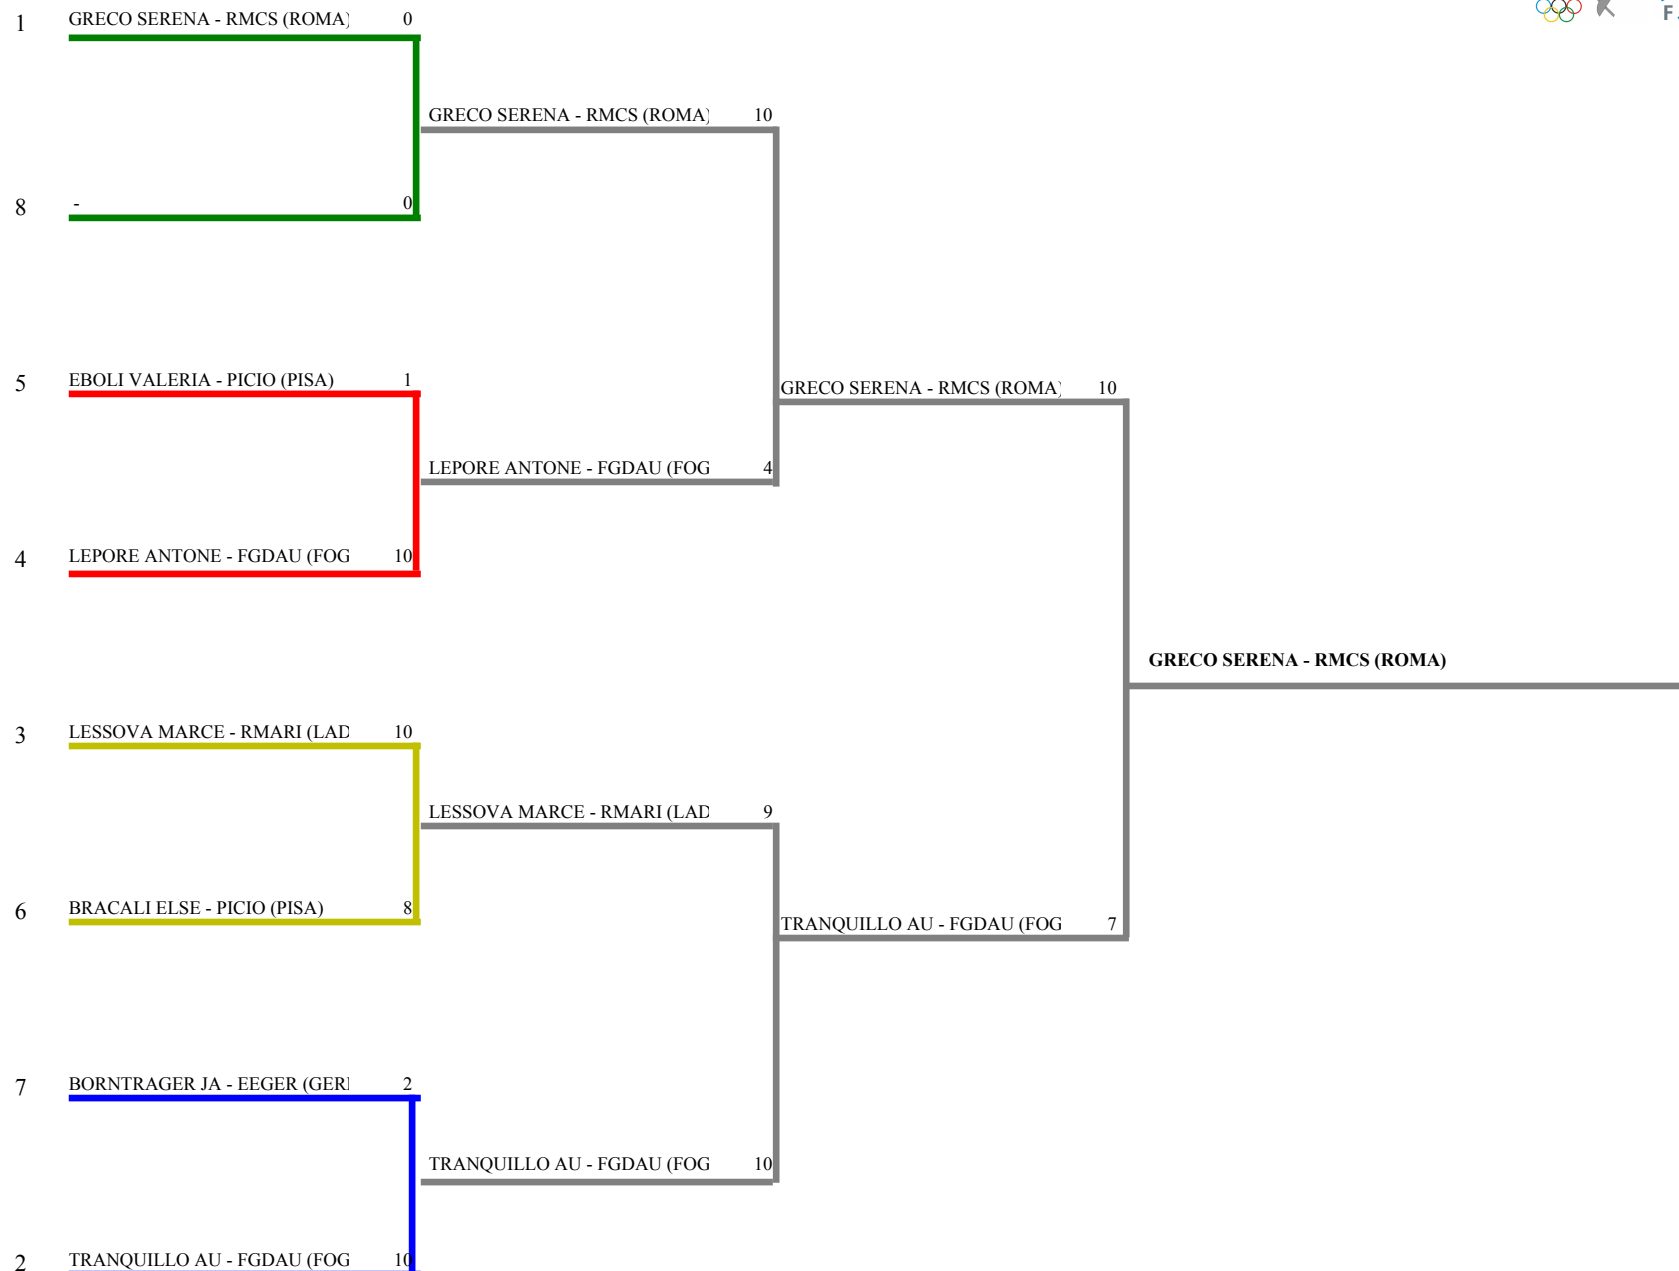 1 GRECO SERENA - RMCS (ROMA) 0
F
GRECO SERENA - RMCS (ROMA) 10
8 - 0
5 EBOLI VALERIA - PICIO (PISA) 1
GRECO SERENA - RMCS (ROMA) 10
LEPORE ANTONE - FGDAU (FOG 4
4 LEPORE ANTONE - FGDAU (FOG 10
GRECO SERENA - RMCS (ROMA)
3 LESSOVA MARCE - RMARI (LAD 10
LESSOVA MARCE - RMARI (LAD 9
6 BRACALI ELSE - PICIO (PISA) 8
TRANQUILLO AU - FGDAU (FOG 7
7 BORNTRAGER JA - EEGER (GER 2
TRANQUILLO AU - FGDAU (FOG 10
2 TRANQUILLO AU - FGDAU (FOG 10